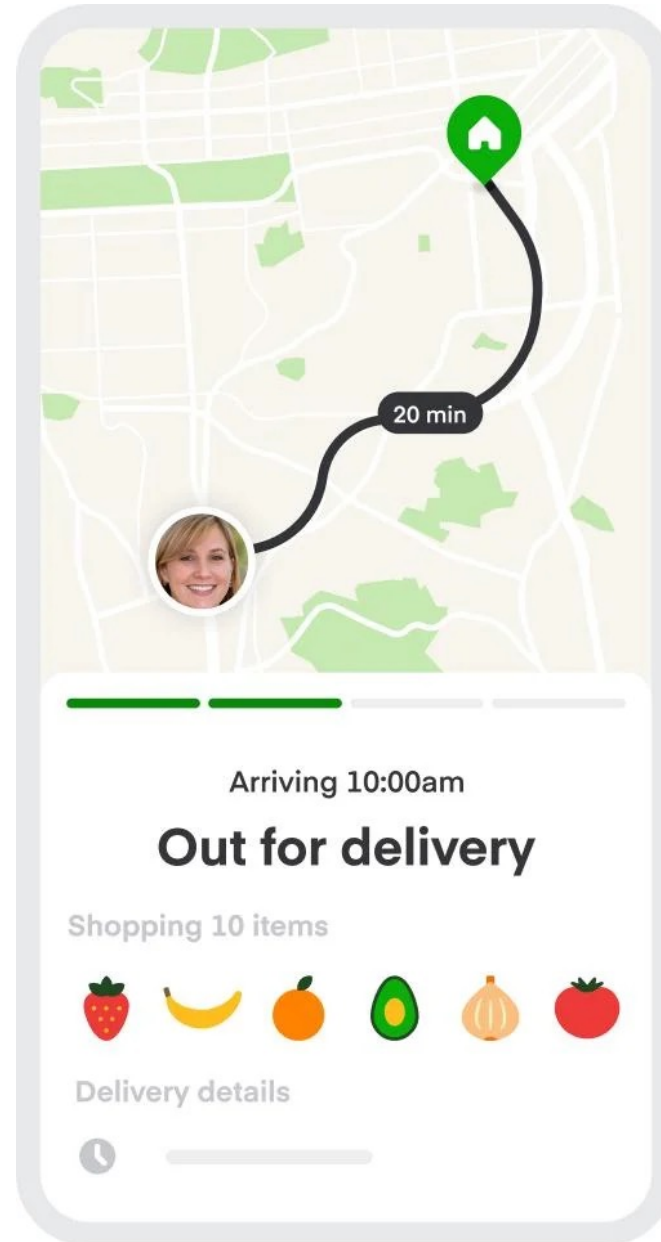 20 min
Arriving 10:00am
Out for delivery
Shopping 10 items
Delivery details